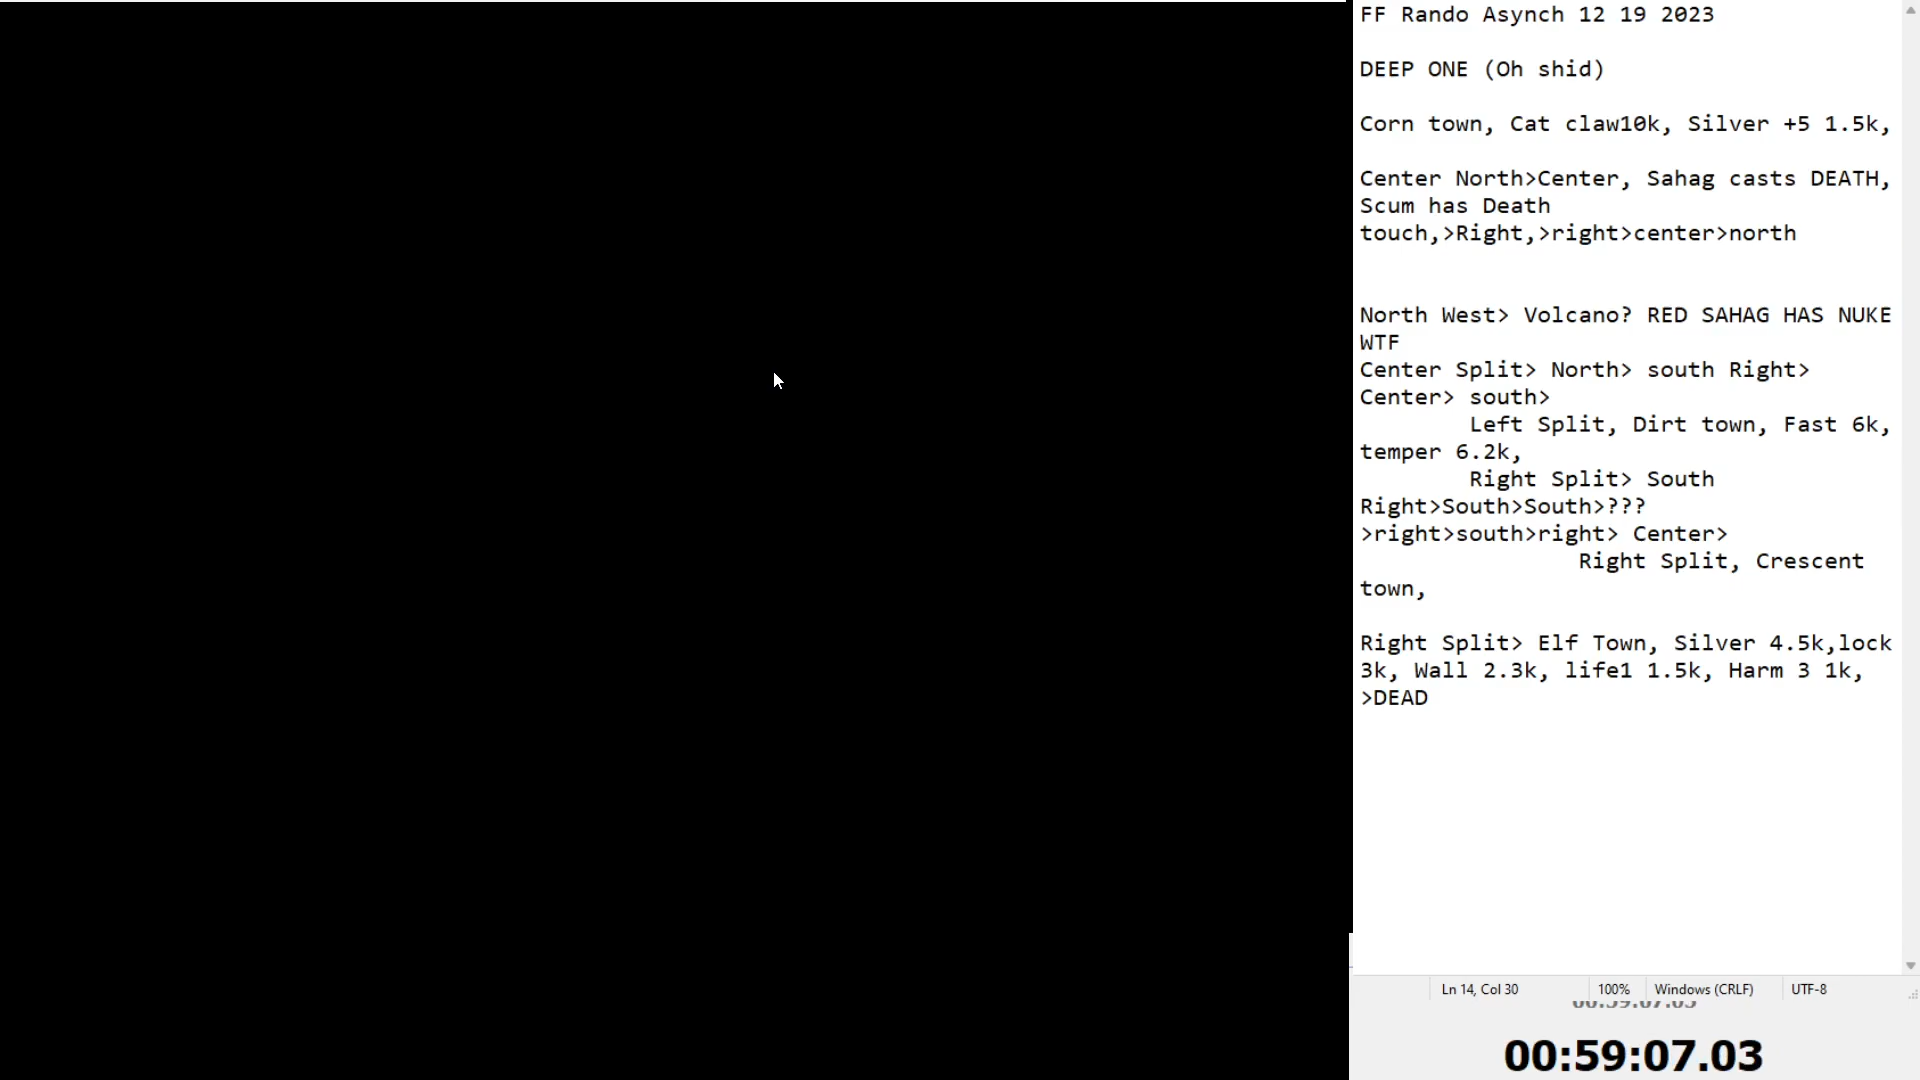 FF Rando Asynch 12 19 2023
DEEP ONE (Oh shid)
Corn town, Cat claw10k, Silver +5 1.5k,
Center North>Center, Sahag casts DEATH,
Scum has Death
touch,>Right,>right>center>north
North West> Volcano? RED SAHAG HAS NUKE
WTF
Center Split> North> south Right>
Center> south>
Left Split, Dirt town, Fast 6k,
temper 6.2k,
Right Split> South
Right>South>South>???
>right>south>right> Center>
Right Split, Crescent
town,
Right Split> Elf Town, Silver 4.5k,lock
3k, Wall 2.3k, life1 1.5k, Harm 3 1k,
>DEAD
Ln 14, Col 30 100% Windows (CRLF) UTF-8
00:59:07.03
00:59:07.03